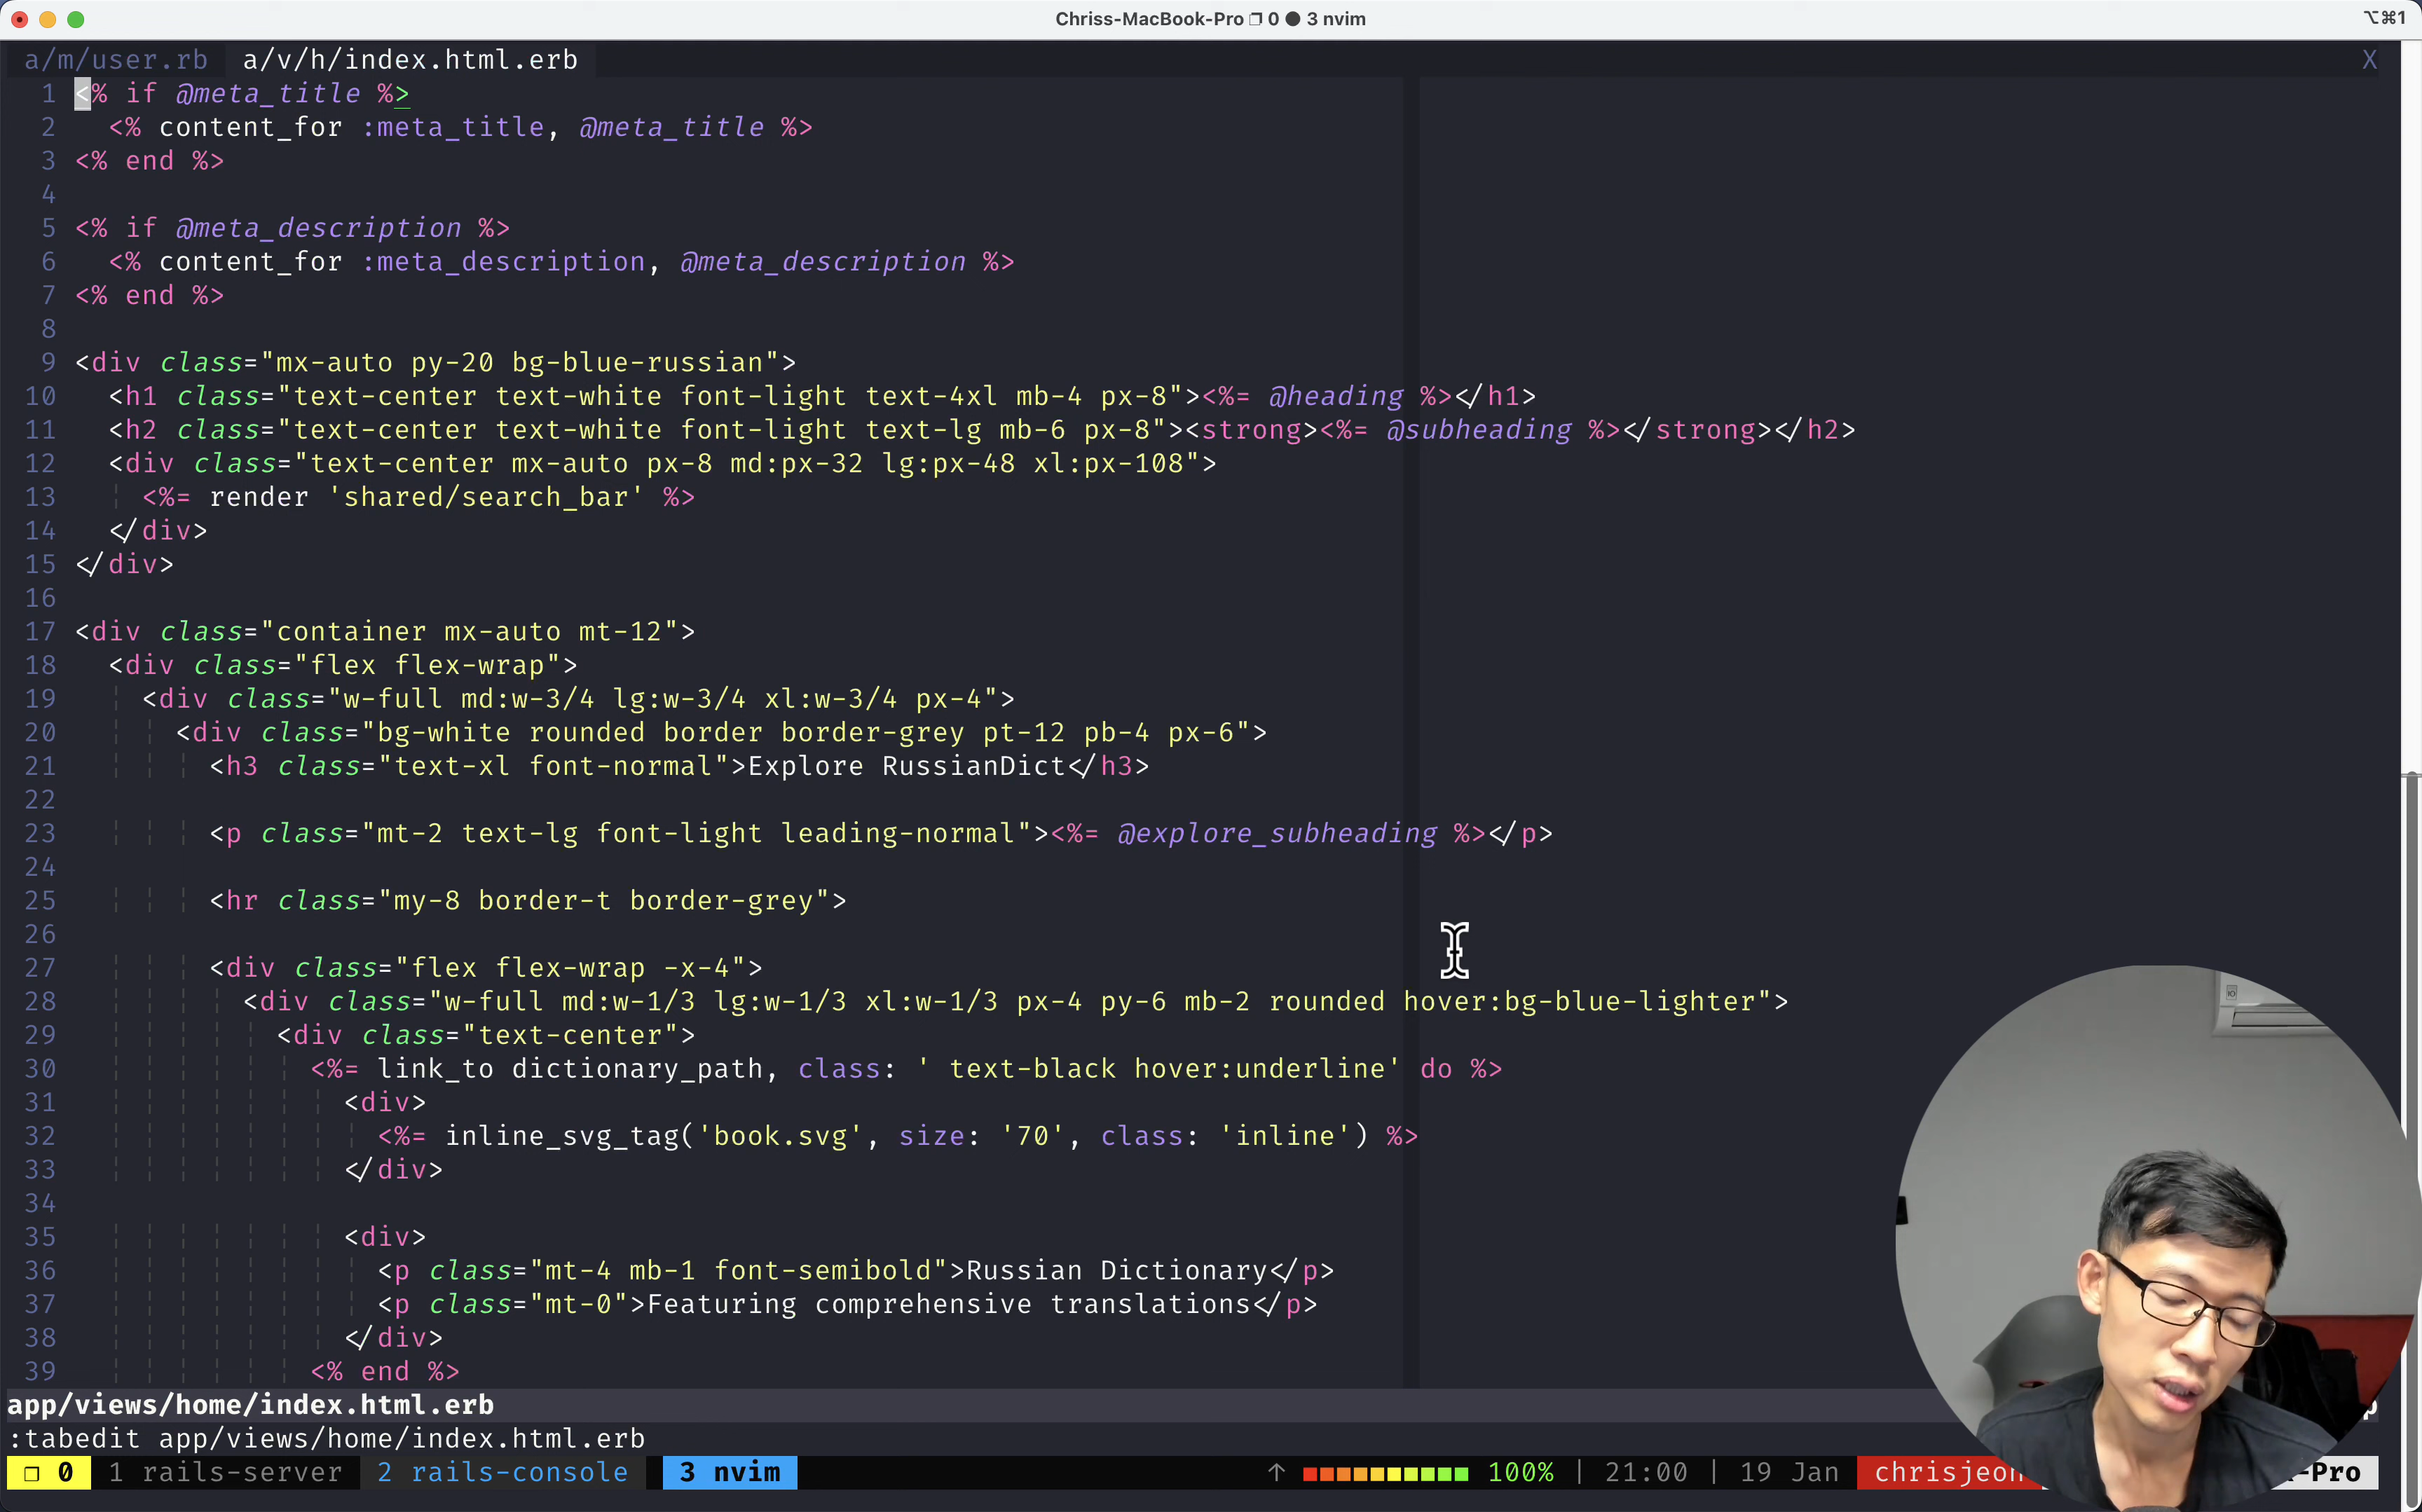 Chriss-MacBook-Pro ❐ 0 ● 3 nvim
⌥⌘1
a/m/user.rb a/v/h/index.html.erb X
1 <% if @meta_title %>
2   <% content_for :meta_title, @meta_title %>
3 <% end %>
4
5 <% if @meta_description %>
6   <% content_for :meta_description, @meta_description %>
7 <% end %>
8
9 <div class="mx-auto py-20 bg-blue-russian">
10   <h1 class="text-center text-white font-light text-4xl mb-4 px-8"><%= @heading %></h1>
11   <h2 class="text-center text-white font-light text-lg mb-6 px-8"><strong><%= @subheading %></strong></h2>
12   <div class="text-center mx-auto px-8 md:px-32 lg:px-48 xl:px-108">
13     <%= render 'shared/search_bar' %>
14   </div>
15 </div>
16
17 <div class="container mx-auto mt-12">
18   <div class="flex flex-wrap">
19     <div class="w-full md:w-3/4 lg:w-3/4 xl:w-3/4 px-4">
20       <div class="bg-white rounded border border-grey pt-12 pb-4 px-6">
21         <h3 class="text-xl font-normal">Explore RussianDict</h3>
22
23         <p class="mt-2 text-lg font-light leading-normal"><%= @explore_subheading %></p>
24
25         <hr class="my-8 border-t border-grey">
26
27         <div class="flex flex-wrap -x-4">
28           <div class="w-full md:w-1/3 lg:w-1/3 xl:w-1/3 px-4 py-6 mb-2 rounded hover:bg-blue-lighter">
29             <div class="text-center">
30               <%= link_to dictionary_path, class: ' text-black hover:underline' do %>
31                 <div>
32                   <%= inline_svg_tag('book.svg', size: '70', class: 'inline') %>
33                 </div>
34
35                 <div>
36                   <p class="mt-4 mb-1 font-semibold">Russian Dictionary</p>
37                   <p class="mt-0">Featuring comprehensive translations</p>
38                 </div>
39               <% end %>
app/views/home/index.html.erb
:tabedit app/views/home/index.html.erb
❐ 0 1 rails-server 2 rails-console 3 nvim ↑ 100% | 21:00 | 19 Jan chrisjeon -Pro